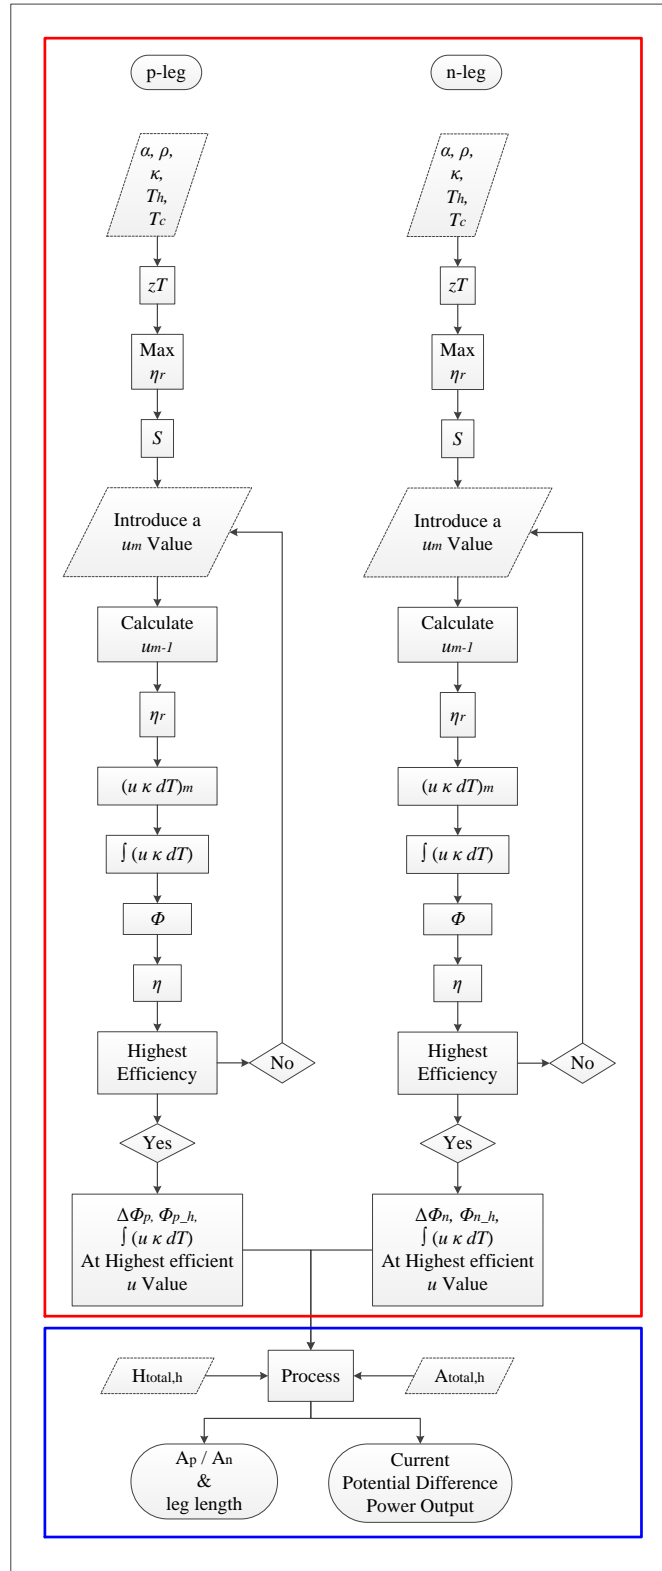 p-leg
α, ρ,
κ,
Th,
Tc
zT
Max
ηr
S
Introduce a
um Value
Calculate
um-1
ηr
(u κ dT)m
∫ (u κ dT)
Φ
η
Highest
Efficiency
No
Yes
ΔΦp, Φp_h,
∫ (u κ dT)
At Highest efficient
u Value
n-leg
α, ρ,
κ,
Th,
Tc
zT
Max
ηr
S
Introduce a
um Value
Calculate
um-1
ηr
(u κ dT)m
∫ (u κ dT)
Φ
η
Highest
Efficiency
No
Yes
ΔΦn, Φn_h,
∫ (u κ dT)
At Highest efficient
u Value
Htotal,h
Process
Atotal,h
Ap / An
&
leg length
Current
Potential Difference
Power Output